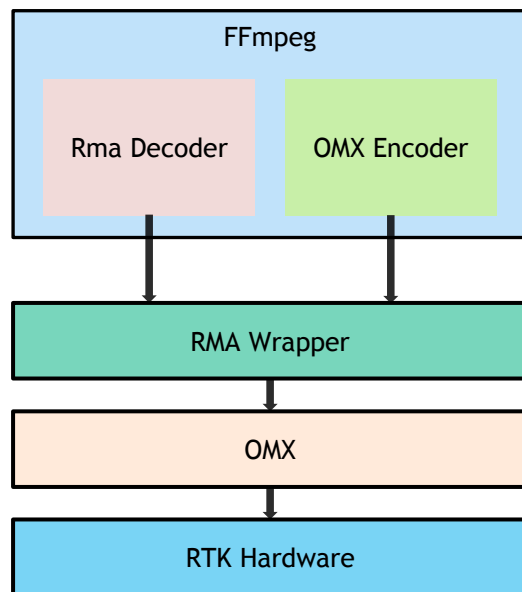 FFmpeg
Rma Decoder
OMX Encoder
RMA Wrapper
OMX
RTK Hardware